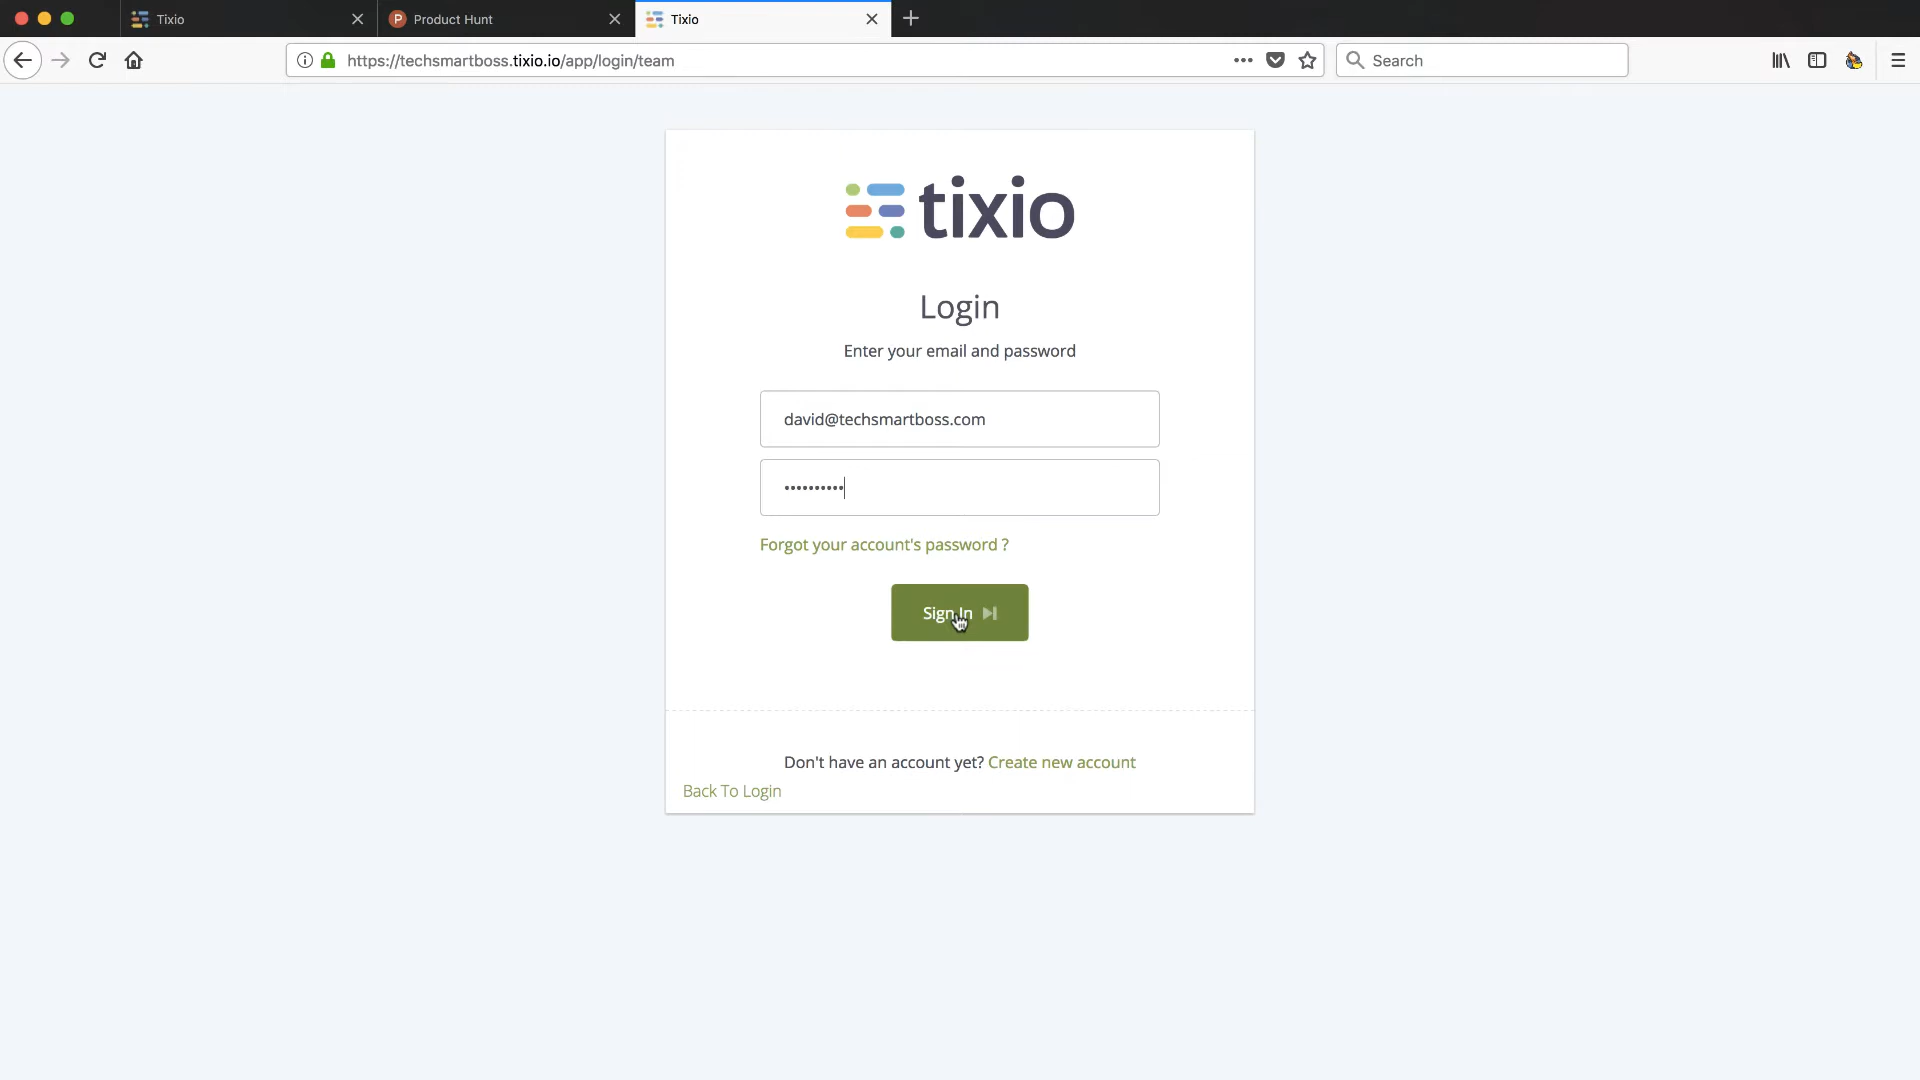 Tixio
P Product Hunt
Tixio
https://techsmartboss.tixio.io/app/login/team
Search
tixio
Login
Enter your email and password
david@techsmartboss.com
Forgot your account's password ?
Sign In
Don't have an account yet? Create new account
Back To Login